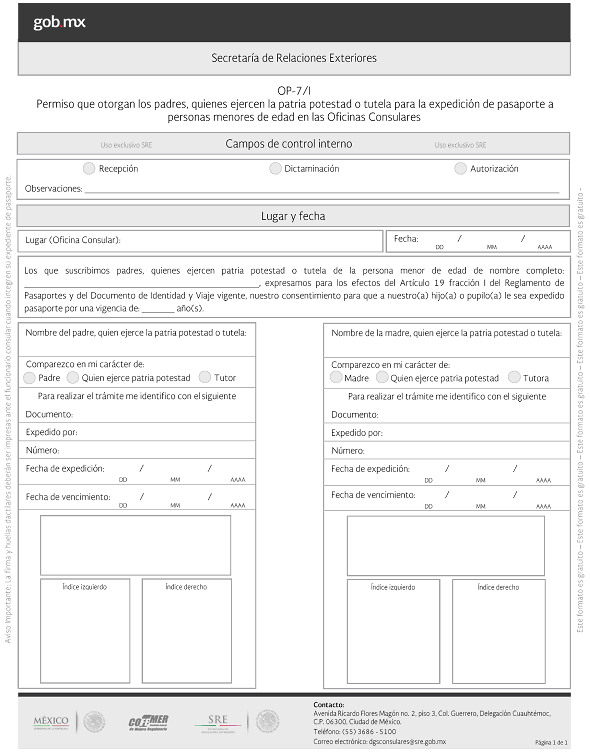 gob.mx
Secretaría de Relaciones Exteriores
OP-7/I
Permiso que otorgan los padres, quienes ejercen la patria potestad o tutela para la expedición de pasaporte a
personas menores de edad en las Oficinas Consulares
Uso exclusivo SRE Campos de control interno Uso exclusivo SRE
Recepción Dictaminación Autorización
Observaciones:
Lugar y fecha
Lugar (Oficina Consular): Fecha: / /
DD MM AAAA
Los que suscribimos padres, quienes ejercen patria potestad o tutela de la persona menor de edad de nombre completo:
, expresamos para los efectos del Artículo 19 fracción I del Reglamento de
Pasaportes y del Documento de Identidad y Viaje vigente, nuestro consentimiento para que a nuestro(a) hijo(a) o pupilo(a) le sea expedido
pasaporte por una vigencia de: año(s).
Nombre del padre, quien ejerce la patria potestad o tutela:
Comparezco en mi carácter de:
Padre Quien ejerce patria potestad Tutor
Para realizar el trámite me identifico con el siguiente
Documento:
Expedido por:
Número:
Fecha de expedición: / /
DD MM AAAA
Fecha de vencimiento: / /
DD MM AAAA
Índice izquierdo Índice derecho
Nombre de la madre, quien ejerce la patria potestad o tutela:
Comparezco en mi carácter de:
Madre Quien ejerce patria potestad Tutora
Para realizar el trámite me identifico con el siguiente
Documento:
Expedido por:
Número:
Fecha de expedición: / /
DD MM AAAA
Fecha de vencimiento: / /
DD MM AAAA
Índice izquierdo Índice derecho
Aviso Importante: La firma y huellas dactilares deberán ser impresas ante el funcionario consular cuando integren su expediente de pasaporte.
Este formato es gratuito – Este formato es gratuito – Este formato es gratuito – Este formato es gratuito – Este formato es gratuito -
MÉXICO
COFEMER
de Mejora Regulatoria
SRE
Contacto:
Avenida Ricardo Flores Magón no. 2, piso 3, Col. Guerrero, Delegación Cuauhtémoc,
C.P. 06300, Ciudad de México.
Teléfono: (55) 3686 - 5100
Correo electrónico: dgsconsulares@sre.gob.mx
Página 1 de 1